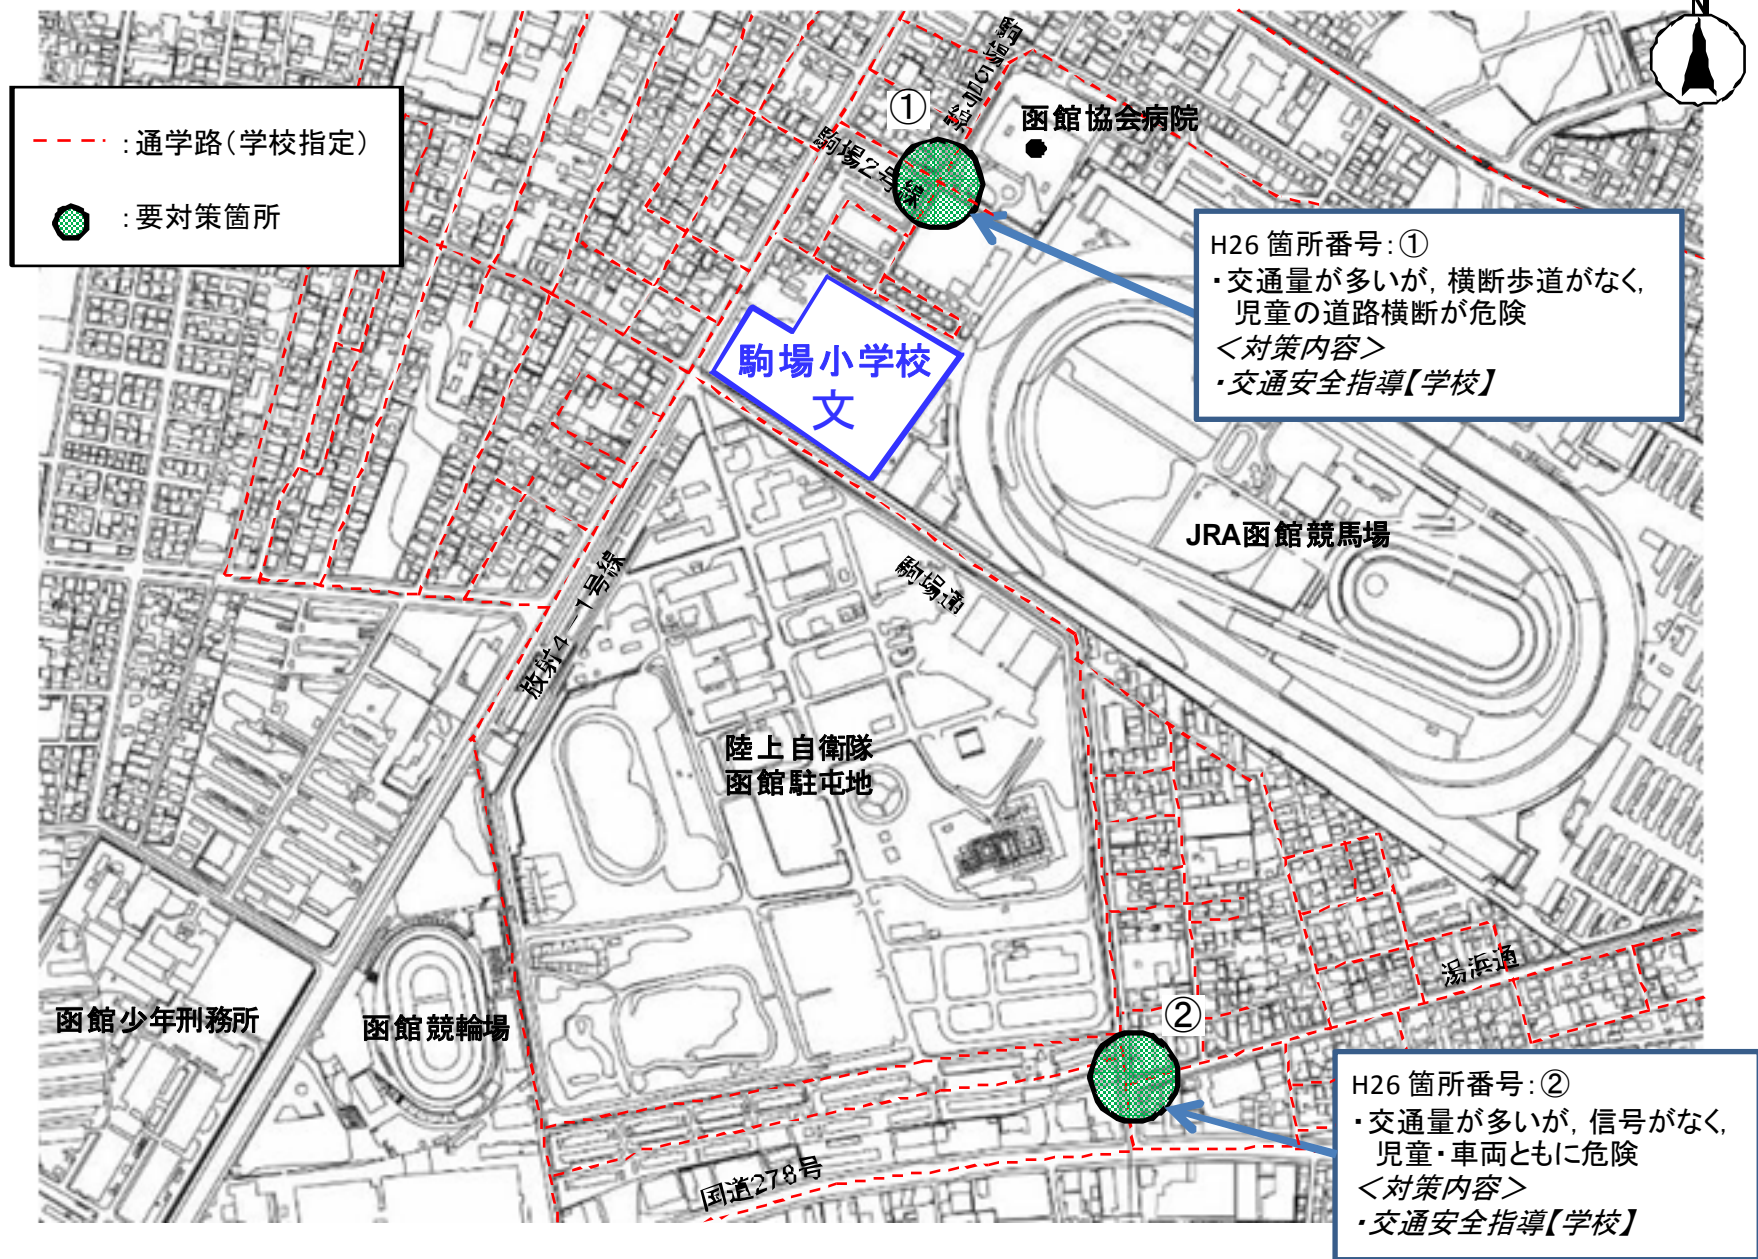 N
:通学路(学校指定)
:要対策箇所
①
駒場5号線
駒場2号線
函館協会病院
H26 箇所番号:①
・交通量が多いが, 横断歩道がなく,
児童の道路横断が危険
<対策内容>
・交通安全指導【学校】
駒場小学校
文
JRA函館競馬場
駒場通
放射4-1号線
陸上自衛隊
函館駐屯地
湯浜通
函館少年刑務所
函館競輪場
②
国道278号
H26 箇所番号:②
・交通量が多いが, 信号がなく,
児童・車両ともに危険
<対策内容>
・交通安全指導【学校】